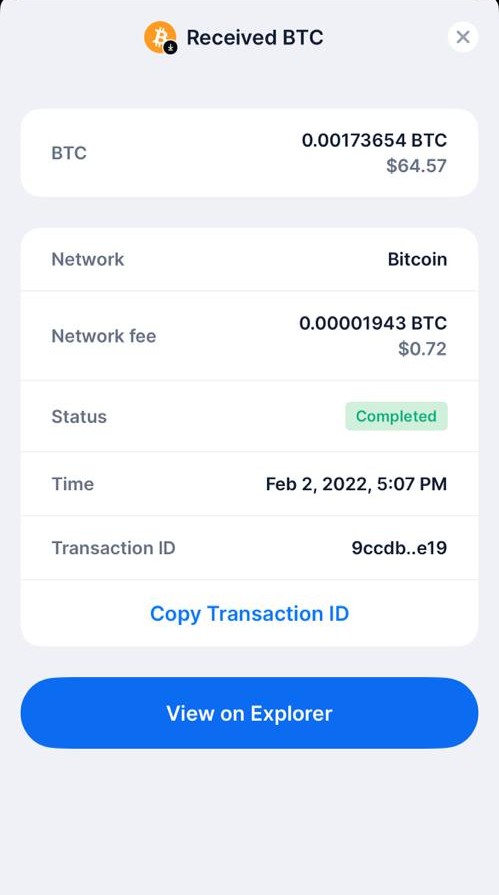 Received BTC
BTC
0.00173654 BTC
$64.57
Network
Bitcoin
Network fee
0.00001943 BTC
$0.72
Status
Completed
Time
Feb 2, 2022, 5:07 PM
Transaction ID
9ccdb..e19
Copy Transaction ID
View on Explorer